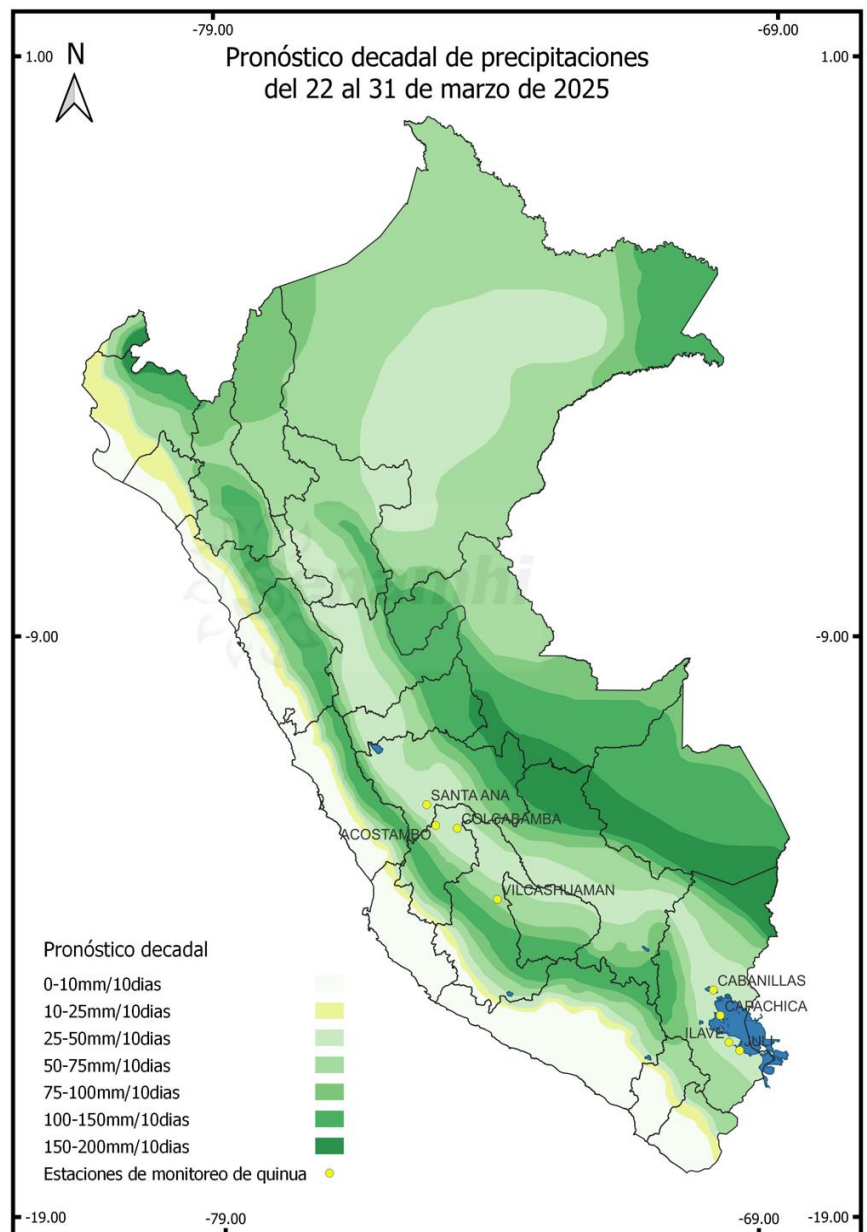 -79.00
-69.00
1.00
N
Pronóstico decadal de precipitaciones
1.00
del 22 al 31 de marzo de 2025
Senamhi
-9.00
-9.00
SANTA ANA
ACOSTAMBO
COLCABAMBA
VILCASHUAMAN
CABANILLAS
CAPACHICA
ILAVE
JULI
Pronóstico decadal
0-10mm/10dias
10-25mm/10dias
25-50mm/10dias
50-75mm/10dias
75-100mm/10dias
100-150mm/10dias
150-200mm/10dias
Estaciones de monitoreo de quinua
-19.00
-79.00
-69.00
-19.00